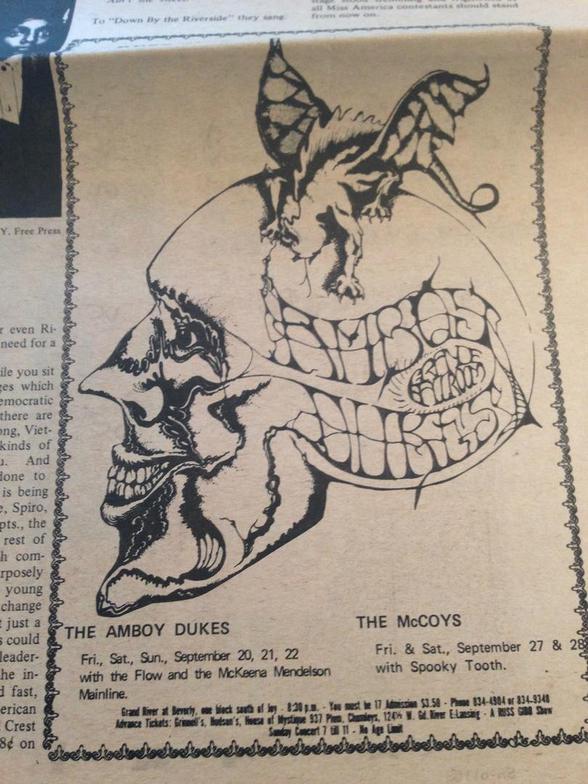 To "Down By the Riverside" they sang.
all Miss America contestants should stand
from now on.
Y. Free Press
r even Ri-
need for a
ile you sit
ges which
emocratic
there are
ong, Viet-
kinds of
u. And
done to
is being
e, Spiro,
pts., the
rest of
h com-
rposely
young
change
t just a
s could
leader-
he in-
d fast,
erican
Crest
8¢ on
AMBOY
GRANDE
BALLROOM
DUKES
THE AMBOY DUKES
Fri., Sat., Sun., September 20, 21, 22
with the Flow and the McKeena Mendelson
Mainline.
THE McCOYS
Fri. & Sat., September 27 & 28
with Spooky Tooth.
Grand River at Beverly, one block south of Joy - 8:30 p.m. - You must be 17 Admission $3.50 - Phone 834-4904 or 834-9348
Advance Tickets: Grinnell's, Hudson's, House of Mystique 937 Plum, Chumleys, 124½ W. Gd. River E-Lansing - A RUSS GIBB Show
Sunday Concert 7 till 11 - No Age Limit